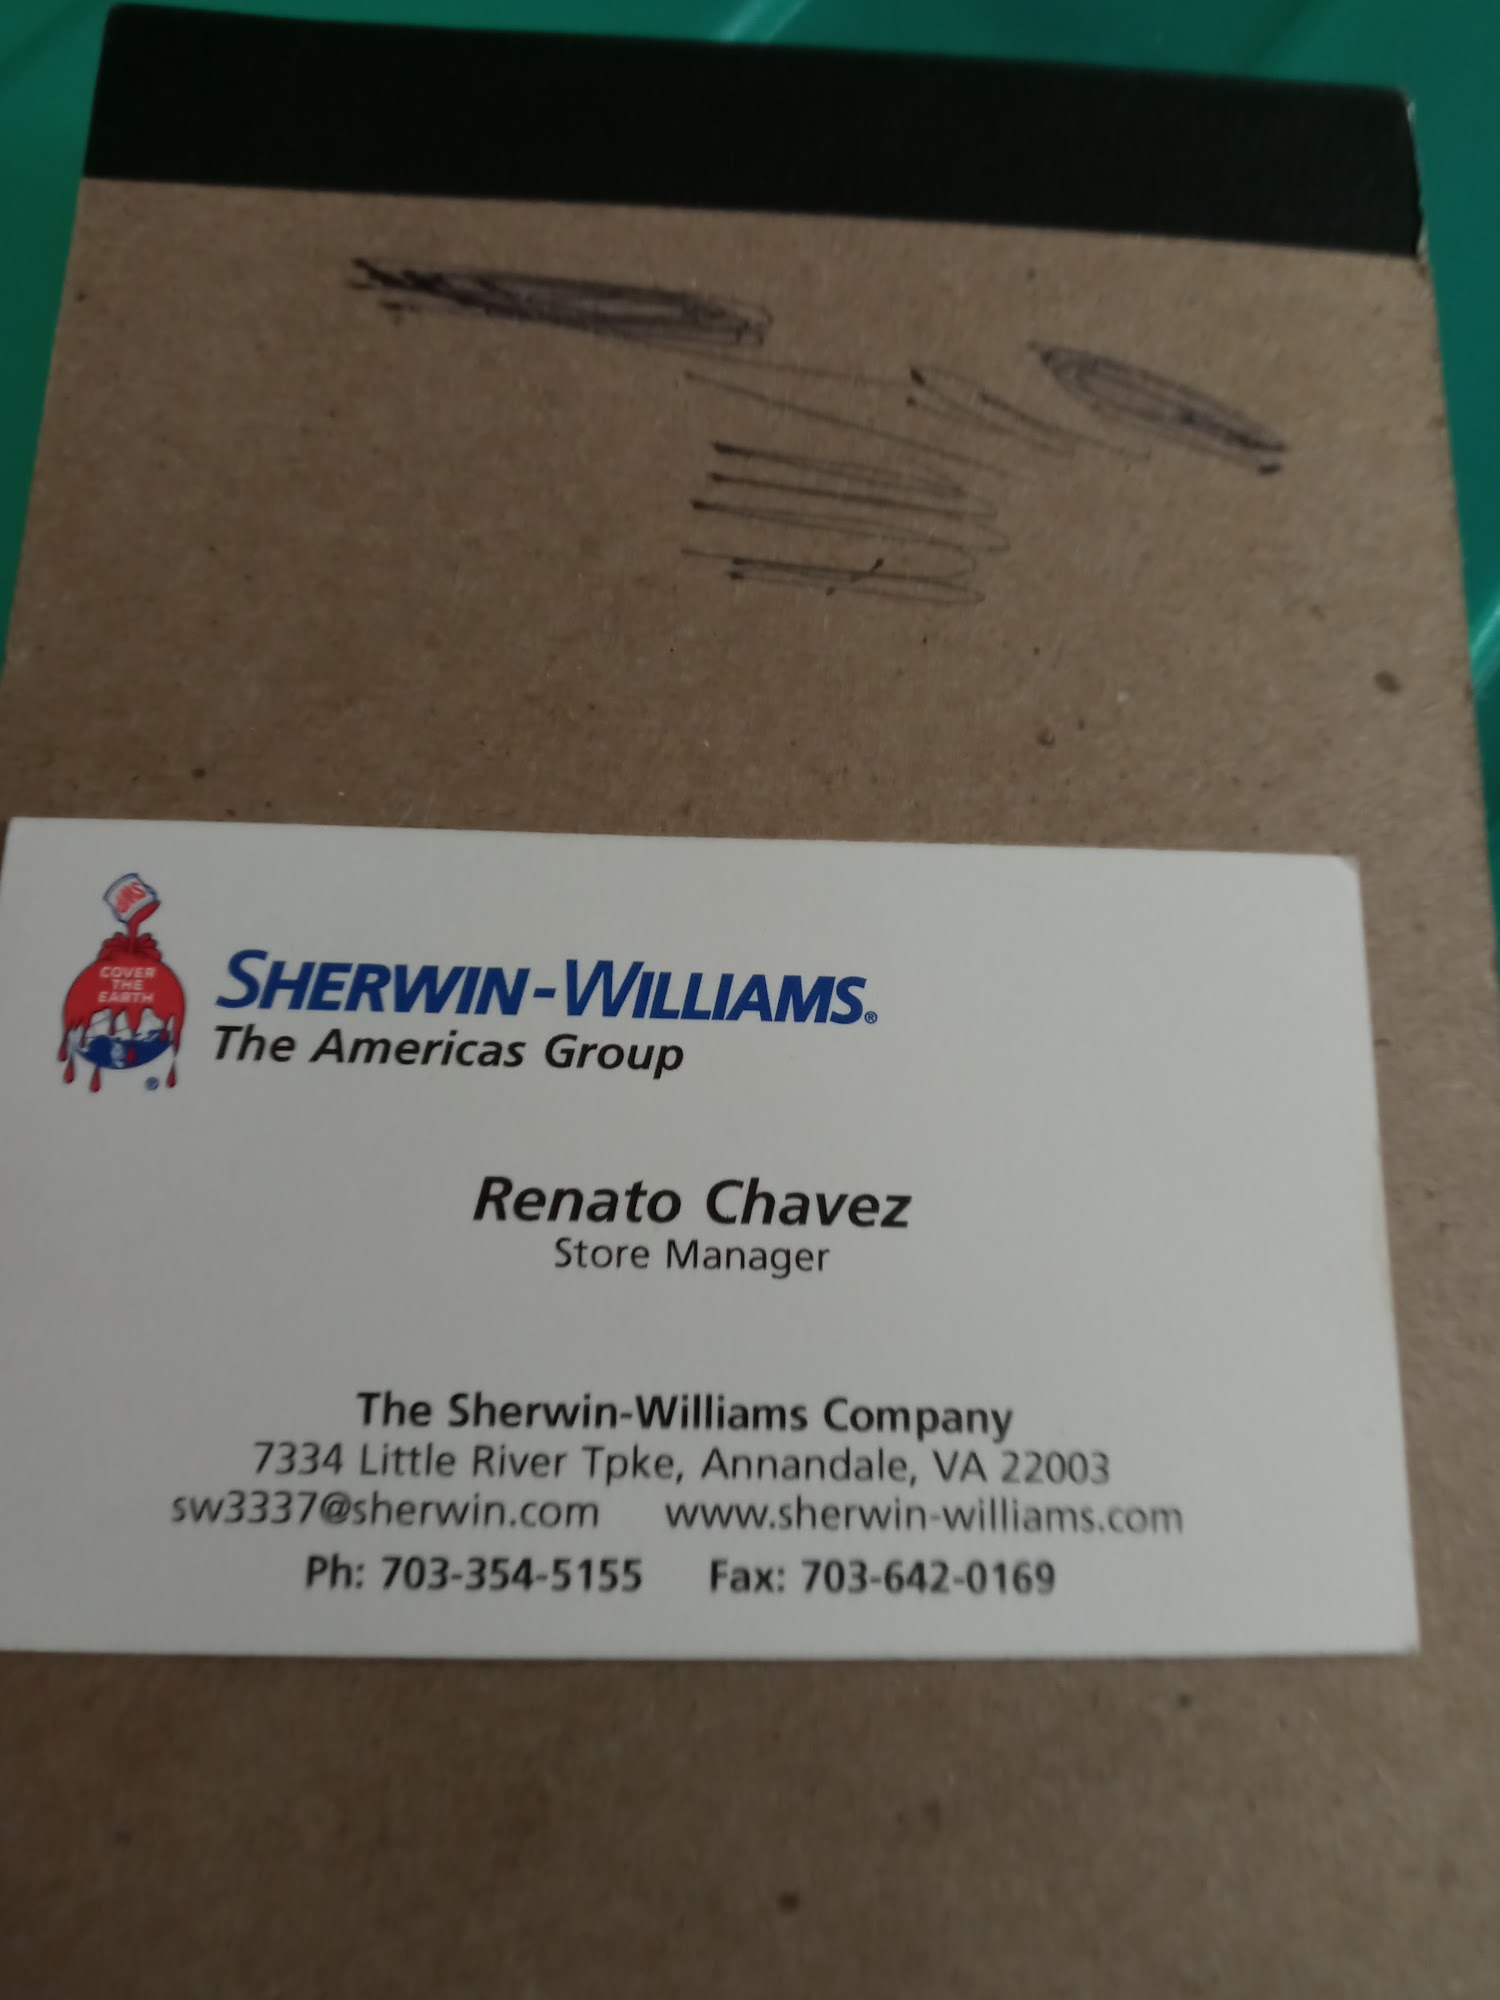 COVER
THE
EARTH
SHERWIN-WILLIAMS®
The Americas Group
Renato Chavez
Store Manager
The Sherwin-Williams Company
7334 Little River Tpke, Annandale, VA 22003
sw3337@sherwin.com www.sherwin-williams.com
Ph: 703-354-5155 Fax: 703-642-0169